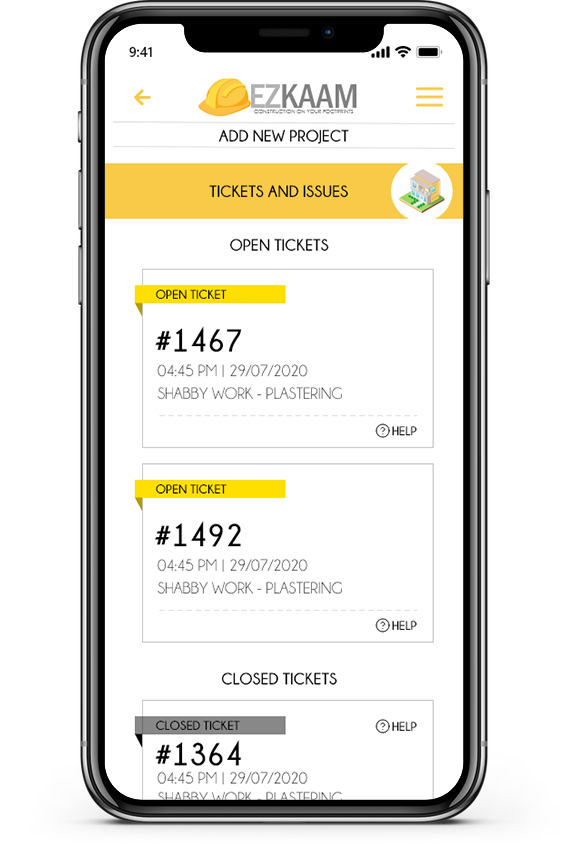 9:41
EZKAAM
CONSTRUCTION ON YOUR FOOTPRINTS
ADD NEW PROJECT
TICKETS AND ISSUES
OPEN TICKETS
OPEN TICKET
#1467
04:45 PM | 29/07/2020
SHABBY WORK - PLASTERING
? HELP
OPEN TICKET
#1492
04:45 PM | 29/07/2020
SHABBY WORK - PLASTERING
? HELP
CLOSED TICKETS
CLOSED TICKET
? HELP
#1364
04:45 PM | 29/07/2020
SHABBY WORK - PLASTERING